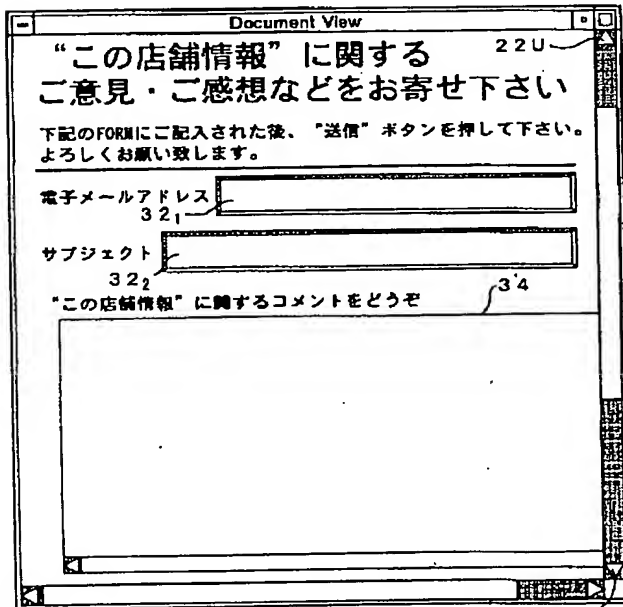 Document View
“この店舗情報”に関する
22U
ご意見・ご感想などをお寄せ下さい
下記のFORMにご記入された後、“送信”ボタンを押して下さい。
よろしくお願い致します。
電子メールアドレス
32₁
サブジェクト
32₂
“この店舗情報”に関するコメントをどうぞ
34